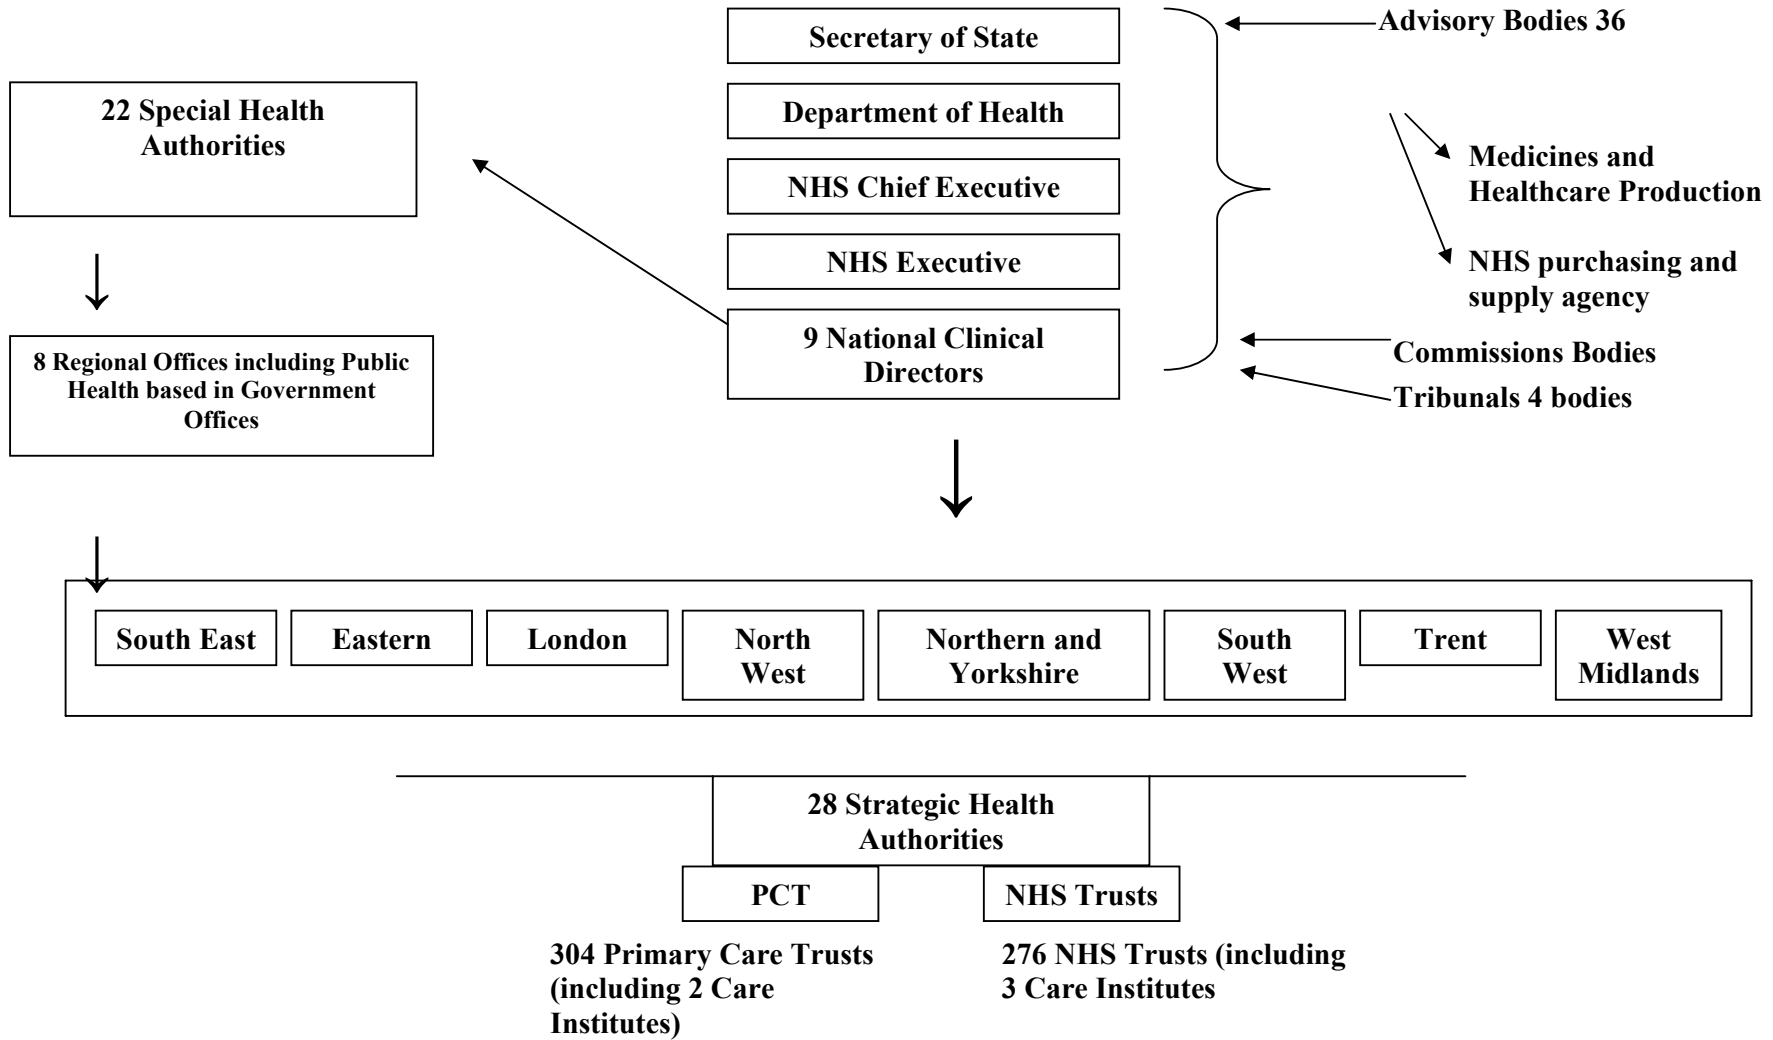 Secretary of State
Advisory Bodies 36
22 Special Health
Authorities
Department of Health
NHS Chief Executive
Medicines and
Healthcare Production
NHS Executive
NHS purchasing and
supply agency
9 National Clinical
Directors
Commissions Bodies
Tribunals 4 bodies
8 Regional Offices including Public
Health based in Government
Offices
South East
Eastern
London
North
West
Northern and
Yorkshire
South
West
Trent
West
Midlands
28 Strategic Health
Authorities
PCT
NHS Trusts
304 Primary Care Trusts
(including 2 Care
Institutes)
276 NHS Trusts (including
3 Care Institutes